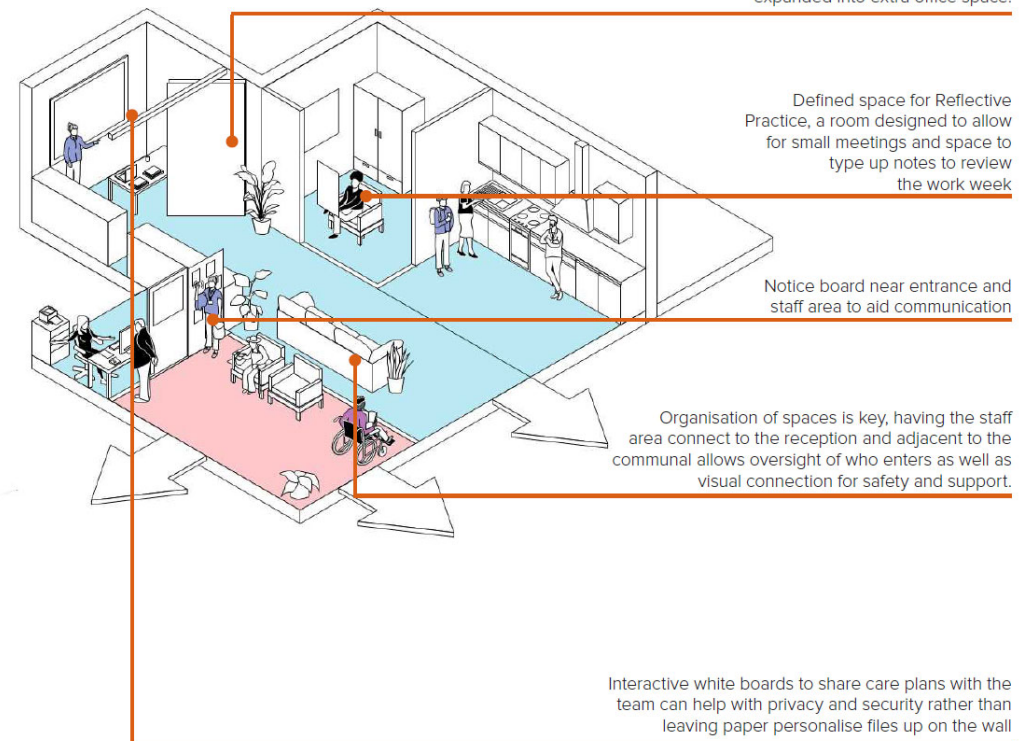 expanded into extra office space.
Defined space for Reflective
Practice, a room designed to allow
for small meetings and space to
type up notes to review
the work week
Notice board near entrance and
staff area to aid communication
Organisation of spaces is key, having the staff
area connect to the reception and adjacent to the
communal allows oversight of who enters as well as
visual connection for safety and support.
Interactive white boards to share care plans with the
team can help with privacy and security rather than
leaving paper personalise files up on the wall